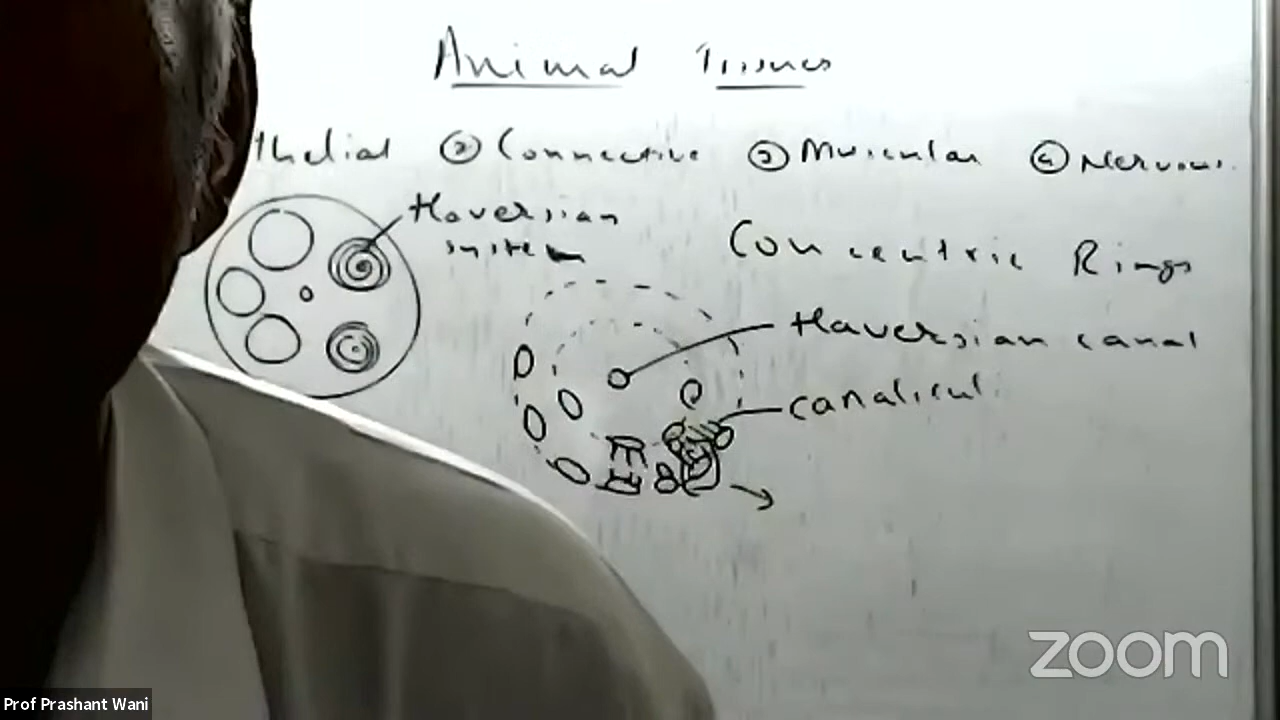 Animal Tissues
thelial ② Connective ③ Muscular ④ Nervous.
Haversian
system
Concentric Rings
Haversian canal
canalicul
zoom
Prof Prashant Wani